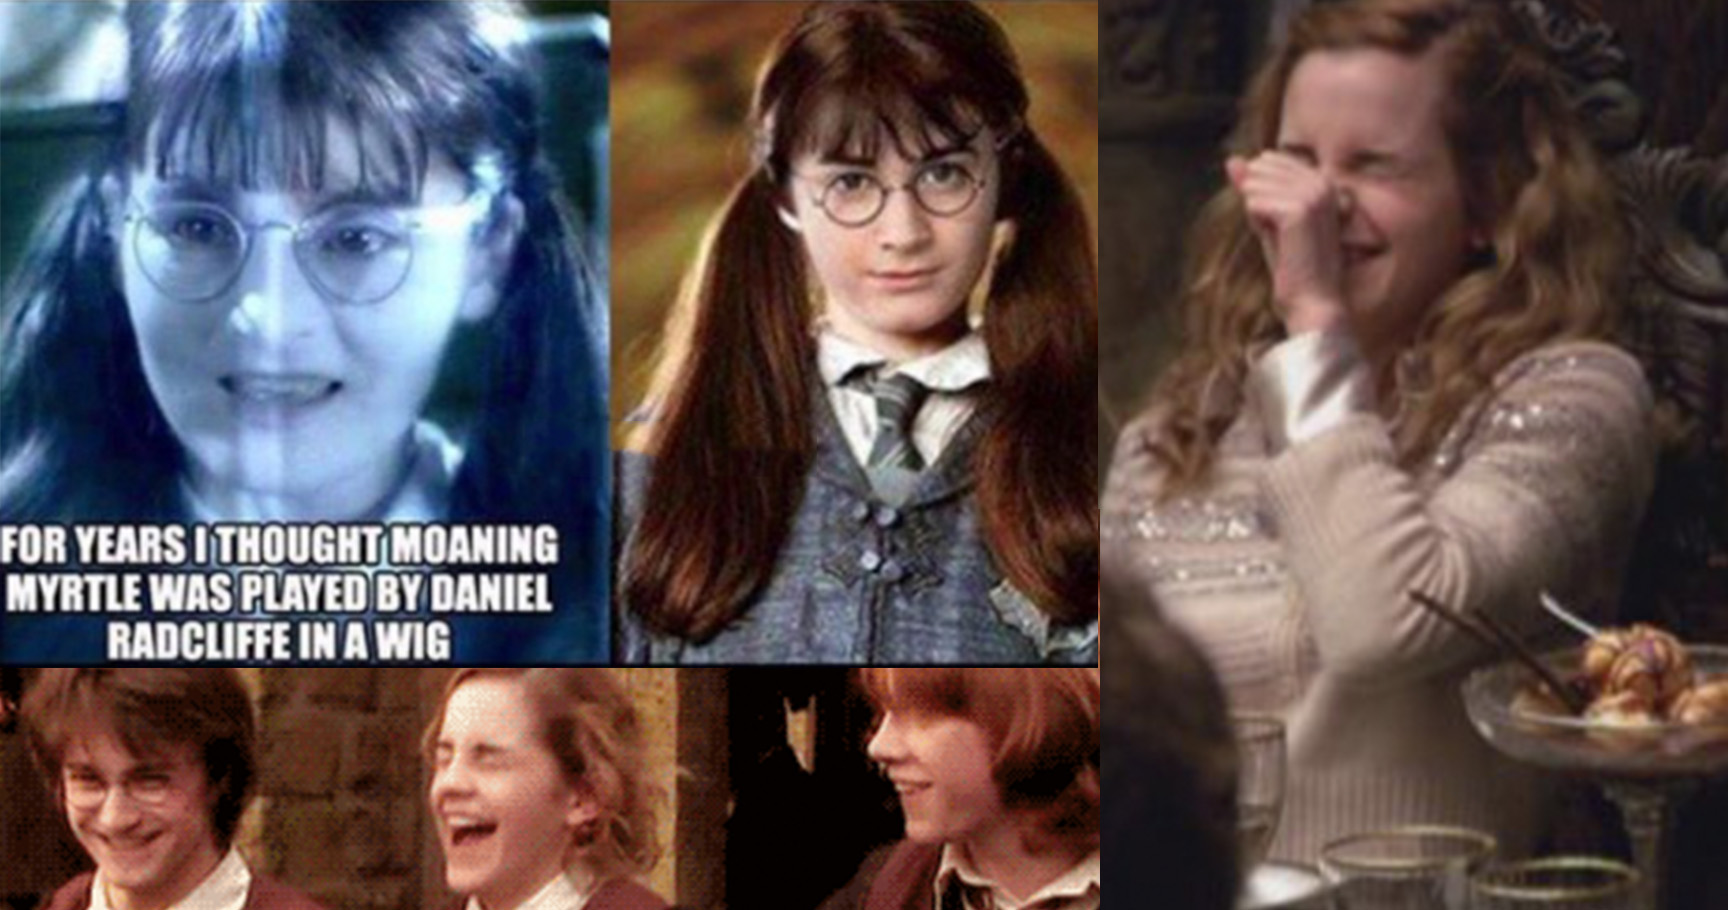 FOR YEARS I THOUGHT MOANING
MYRTLE WAS PLAYED BY DANIEL
RADCLIFFE IN A WIG